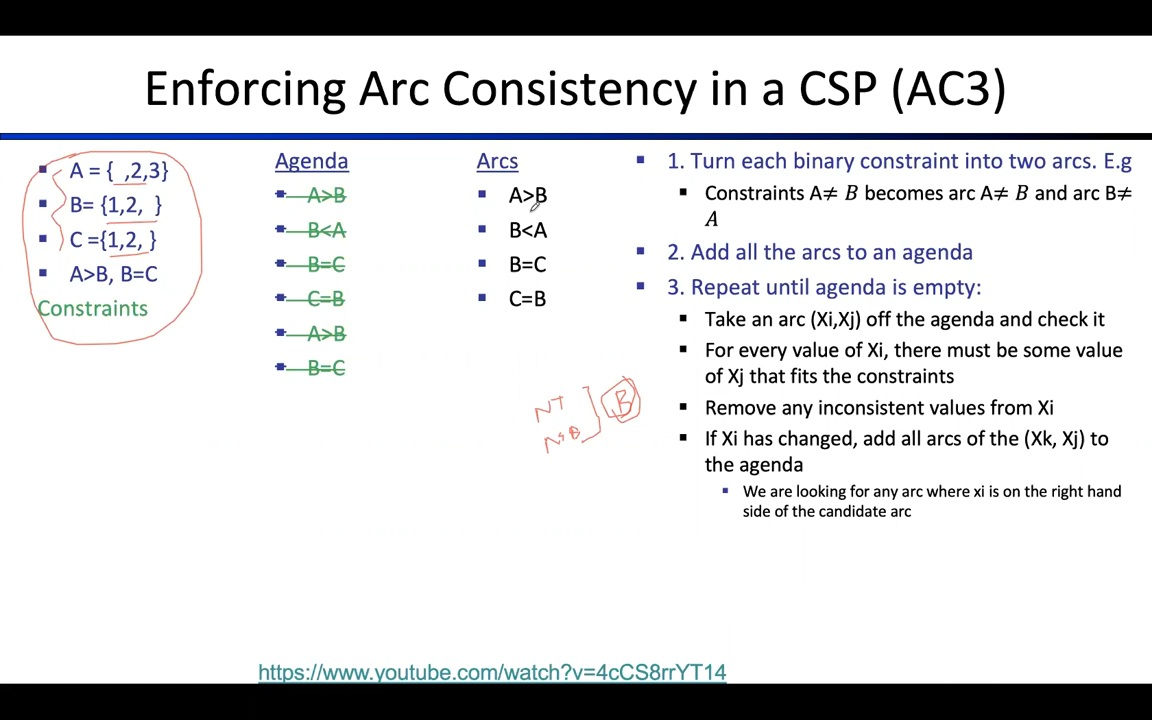 Enforcing Arc Consistency in a CSP (AC3)
A = { ,2,3}
B= {1,2, }
C ={1,2, }
A>B, B=C
Constraints
Agenda
A>B
B<A
B=C
C=B
A>B
B=C
Arcs
A>B
B<A
B=C
C=B
NT
B
1. Turn each binary constraint into two arcs. E.g
Constraints A≠ B becomes arc A≠ B and arc B≠
A
2. Add all the arcs to an agenda
3. Repeat until agenda is empty:
Take an arc (Xi,Xj) off the agenda and check it
For every value of Xi, there must be some value
of Xj that fits the constraints
Remove any inconsistent values from Xi
If Xi has changed, add all arcs of the (Xk, Xj) to
the agenda
We are looking for any arc where xi is on the right hand
side of the candidate arc
https://www.youtube.com/watch?v=4cCS8rrYT14